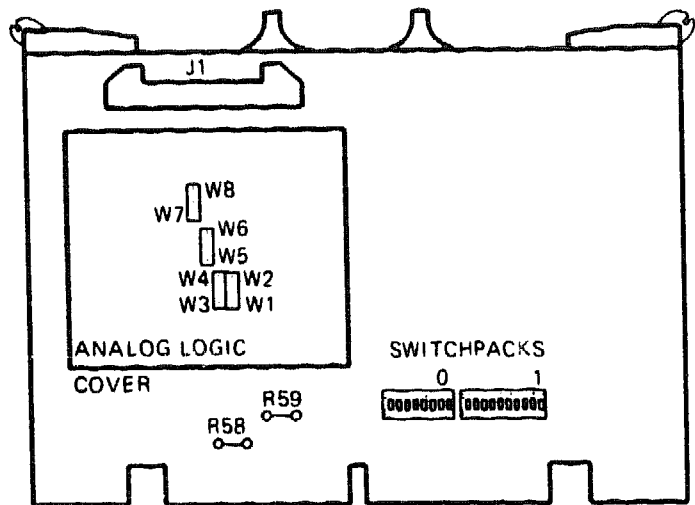 J1
W8
W7
W6
W5
W4 W2
W3 W1
ANALOG LOGIC
COVER
SWITCHPACKS
0 1
R59
R58